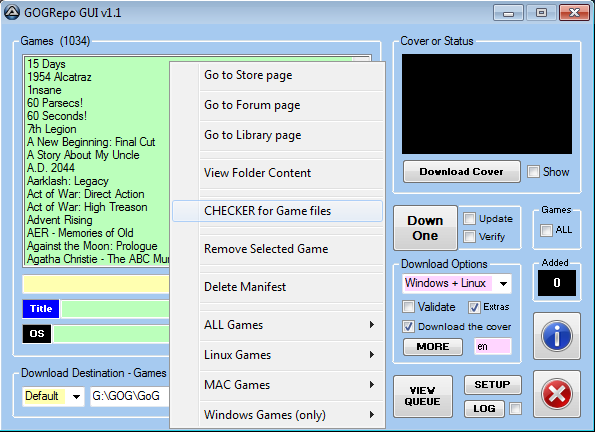 GOGRepo GUI v1.1
Games (1034)
15 Days
1954 Alcatraz
1nsane
60 Parsecs!
60 Seconds!
7th Legion
A New Beginning: Final Cut
A Story About My Uncle
A.D. 2044
Aarklash: Legacy
Act of War: Direct Action
Act of War: High Treason
Advent Rising
AER - Memories of Old
Against the Moon: Prologue
Agatha Christie - The ABC
Title
OS
Download Destination - Games
Default
G:\GOG\GoG
Go to Store page
Go to Forum page
Go to Library page
View Folder Content
CHECKER for Game files
Remove Selected Game
Delete Manifest
ALL Games
Linux Games
MAC Games
Windows Games (only)
Cover or Status
Download Cover
Show
Down
One
Update
Verify
Games
ALL
Download Options
Windows + Linux
Validate
Extras
Download the cover
MORE
en
Added
0
VIEW
QUEUE
SETUP
LOG